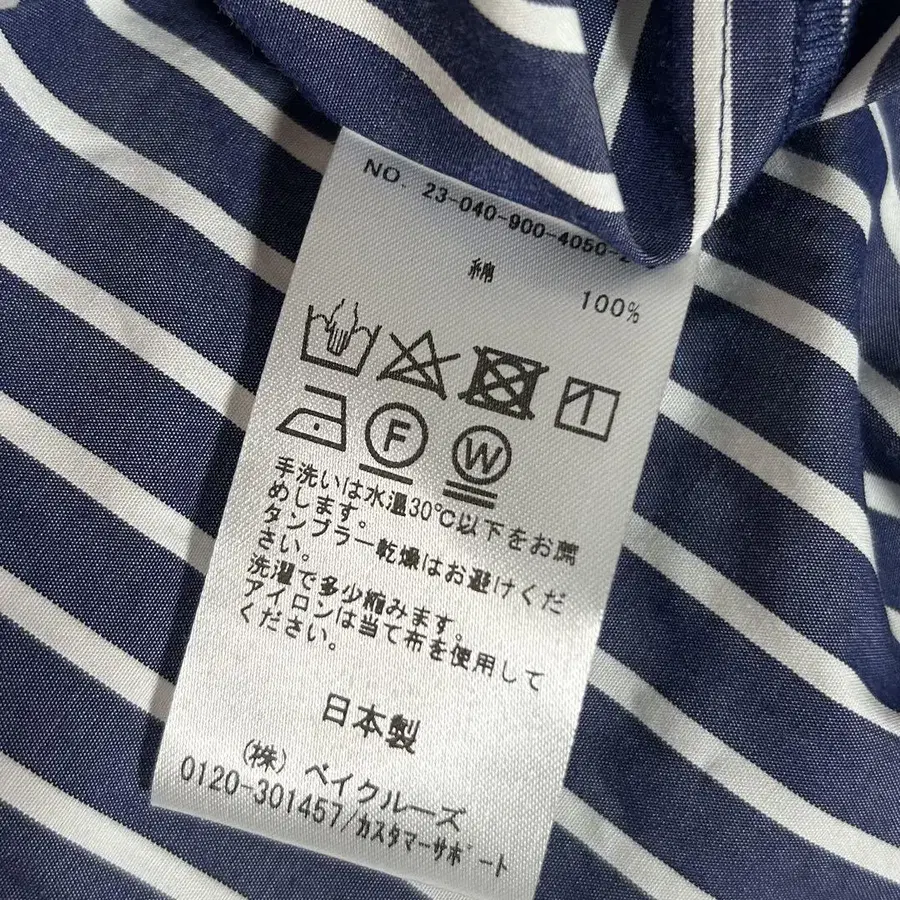 NO. 23-040-900-4050-2
綿 100%
F W
手洗いは水温30℃以下をお薦
めします。
タンブラー乾燥はお避けくだ
さい。
洗濯で多少縮みます。
アイロンは当て布を使用して
ください。
日本製
(株) ベイクルーズ
0120-301457/カスタマーサポート